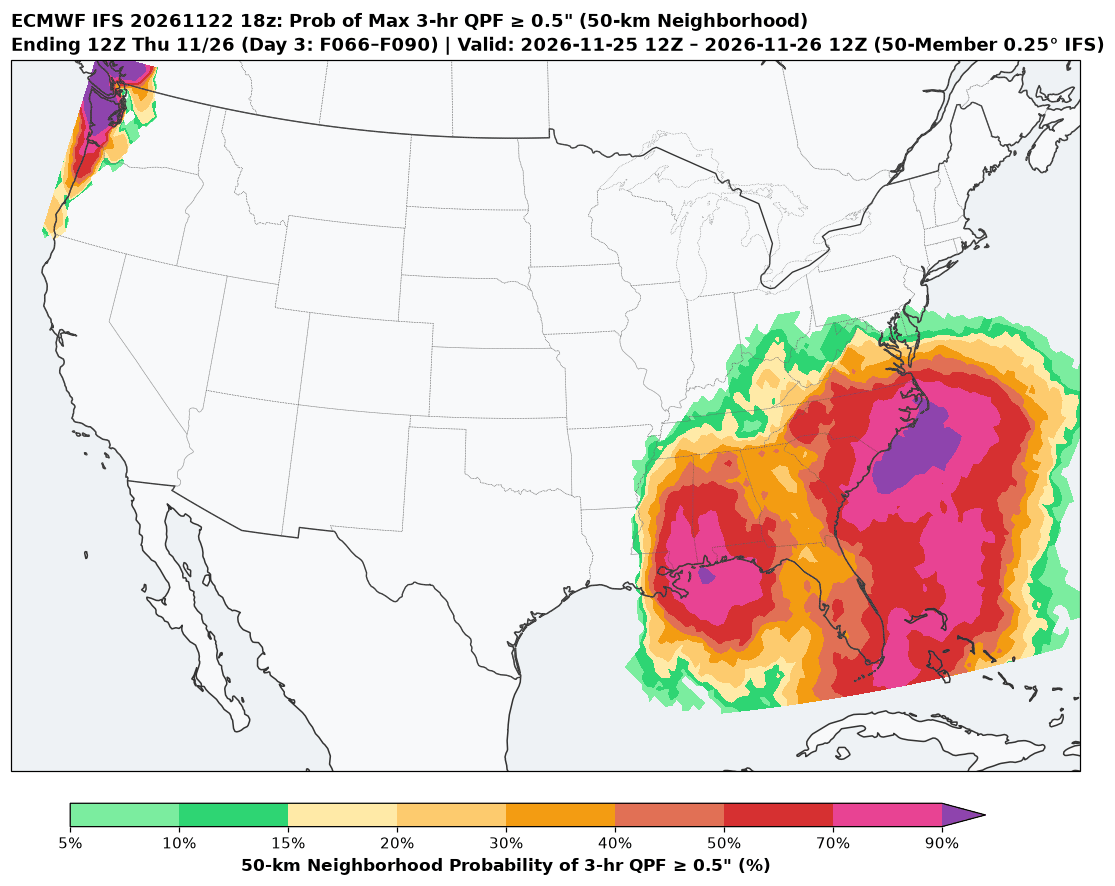 ECMWF IFS 20261122 18z: Prob of Max 3-hr QPF ≥ 0.5" (50-km Neighborhood)
Ending 12Z Thu 11/26 (Day 3: F066–F090) | Valid: 2026-11-25 12Z – 2026-11-26 12Z (50-Member 0.25° IFS)
5% 10% 15% 20% 30% 40% 50% 70% 90%
50-km Neighborhood Probability of 3-hr QPF ≥ 0.5" (%)